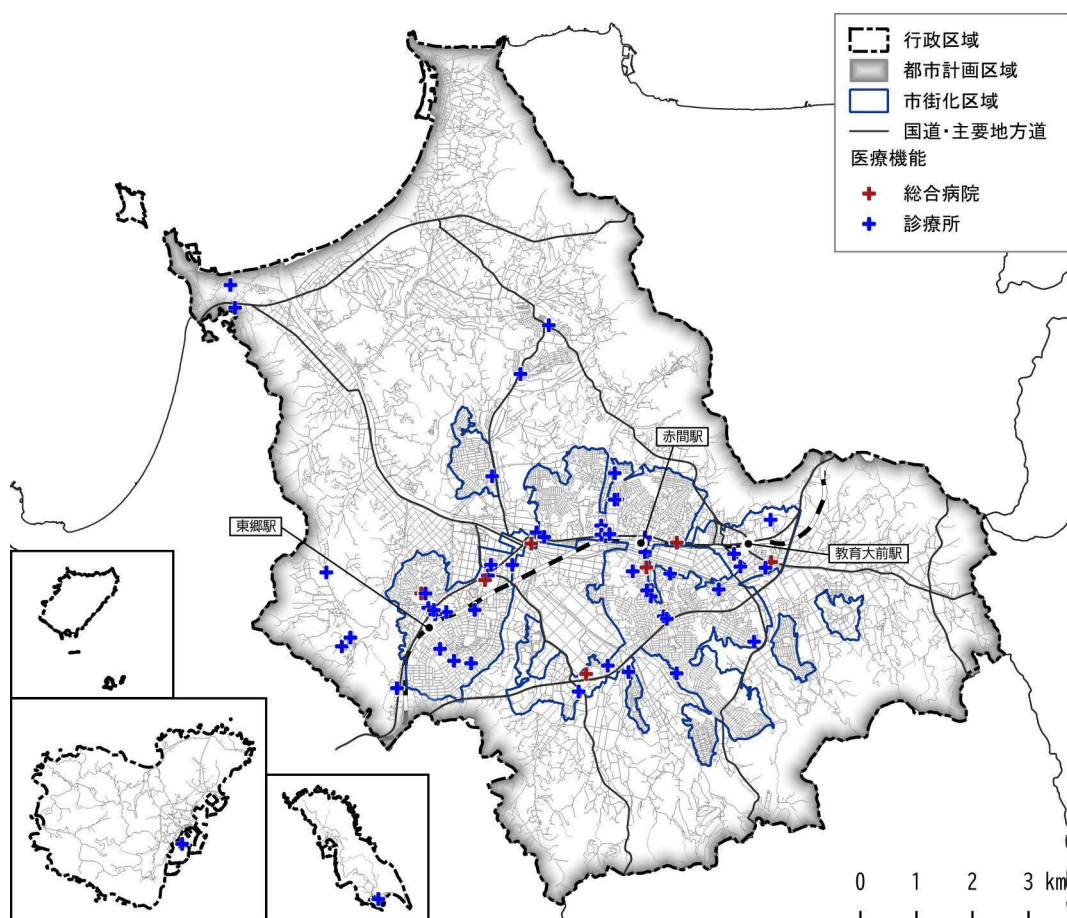 行政区域
都市計画区域
市街化区域
国道・主要地方道
医療機能
総合病院
診療所
赤間駅
東郷駅
教育大前駅
0 1 2 3 km